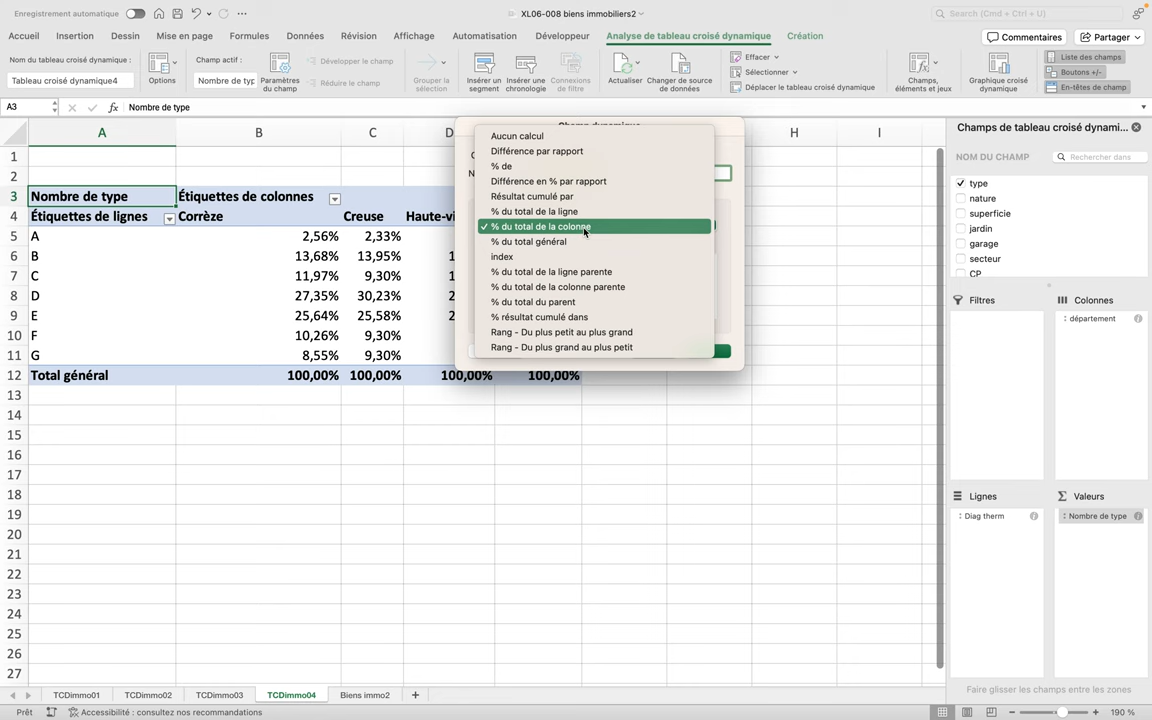 Enregistrement automatique XL06-008 biens immobiliers2 Search (Cmd + Ctrl + U)
Accueil Insertion Dessin Mise en page Formules Données Révision Affichage Automatisation Développeur Analyse de tableau croisé dynamique Création Commentaires Partager
Nom du tableau croisé dynamique :
Tableau croisé dynamique4
Options
Champ actif :
Nombre de typ
Paramètres du champ
Développer le champ
Réduire le champ
Grouper la sélection
Insérer un segment
Insérer une chronologie
Connexions de filtre
Actualiser
Changer de source de données
Effacer
Sélectionner
Déplacer le tableau croisé dynamique
Champs, éléments et jeux
Graphique croisé dynamique
Liste des champs
Boutons +/-
En-têtes de champ
A3 fx Nombre de type
A B C D H I
1
2
3 Nombre de type Étiquettes de colonnes
4 Étiquettes de lignes Corrèze Creuse Haute-vi
5 A 2,56% 2,33%
6 B 13,68% 13,95% 1
7 C 11,97% 9,30% 1
8 D 27,35% 30,23% 2
9 E 25,64% 25,58% 2
10 F 10,26% 9,30%
11 G 8,55% 9,30%
12 Total général 100,00% 100,00% 100,00% 100,00%
13
14
15
16
17
18
19
20
21
22
23
24
25
26
27
Aucun calcul
Différence par rapport
% de
Différence en % par rapport
Résultat cumulé par
% du total de la ligne
✓ % du total de la colonne
% du total général
index
% du total de la ligne parente
% du total de la colonne parente
% du total du parent
% résultat cumulé dans
Rang - Du plus petit au plus grand
Rang - Du plus grand au plus petit
Champs de tableau croisé dynami...
NOM DU CHAMP Rechercher dans
type
nature
superficie
jardin
garage
secteur
CP
Filtres Colonnes
département
Lignes Valeurs
Diag therm Nombre de type
Faire glisser les champs entre les zones
TCDimmo01 TCDimmo02 TCDimmo03 TCDimmo04 Biens immo2 +
Prêt Accessibilité : consultez nos recommandations 190 %